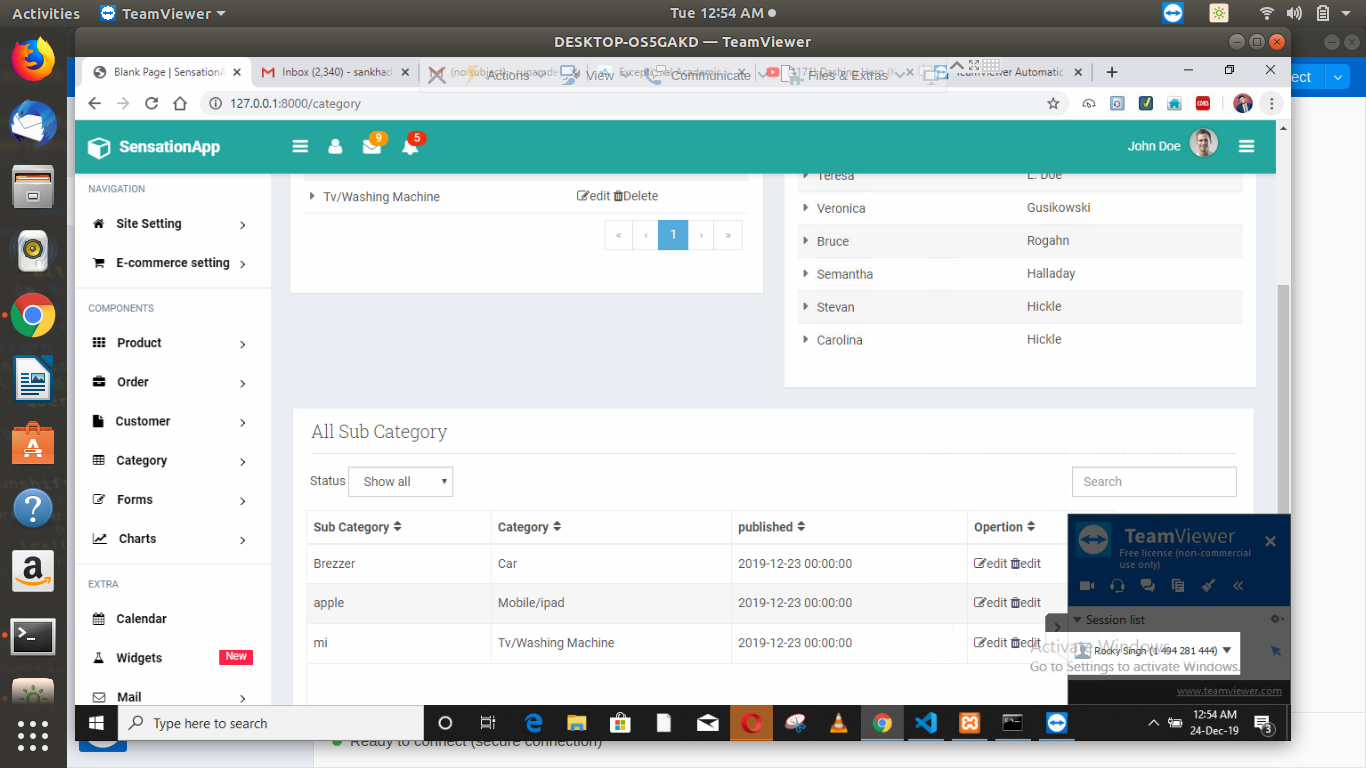 Activities TeamViewer Tue 12:54 AM
DESKTOP-OS5GAKD — TeamViewer
Blank Page | Sensation Inbox (2,340) - sankhad Actions View Communicate Files & Extras TeamViewer Automatic
127.0.0.1:8000/category
ect
SensationApp 9 5 John Doe
NAVIGATION
Site Setting
E-commerce setting
COMPONENTS
Product
Order
Customer
Category
Forms
Charts
EXTRA
Calendar
Widgets New
Mail
Tv/Washing Machine edit Delete
« ‹ 1 › »
Teresa L. Doe
Veronica Gusikowski
Bruce Rogahn
Semantha Halladay
Stevan Hickle
Carolina Hickle
All Sub Category
Status Show all Search
Sub Category Category published Opertion
Brezzer Car 2019-12-23 00:00:00 edit edit
apple Mobile/ipad 2019-12-23 00:00:00 edit edit
mi Tv/Washing Machine 2019-12-23 00:00:00 edit edit
TeamViewer
Free license (non-commercial
use only)
Session list
Rocky Singh (1 494 281 444)
Activate Windows
Go to Settings to activate Windows.
www.teamviewer.com
Type here to search
12:54 AM
24-Dec-19
3
Ready to connect (secure connection)